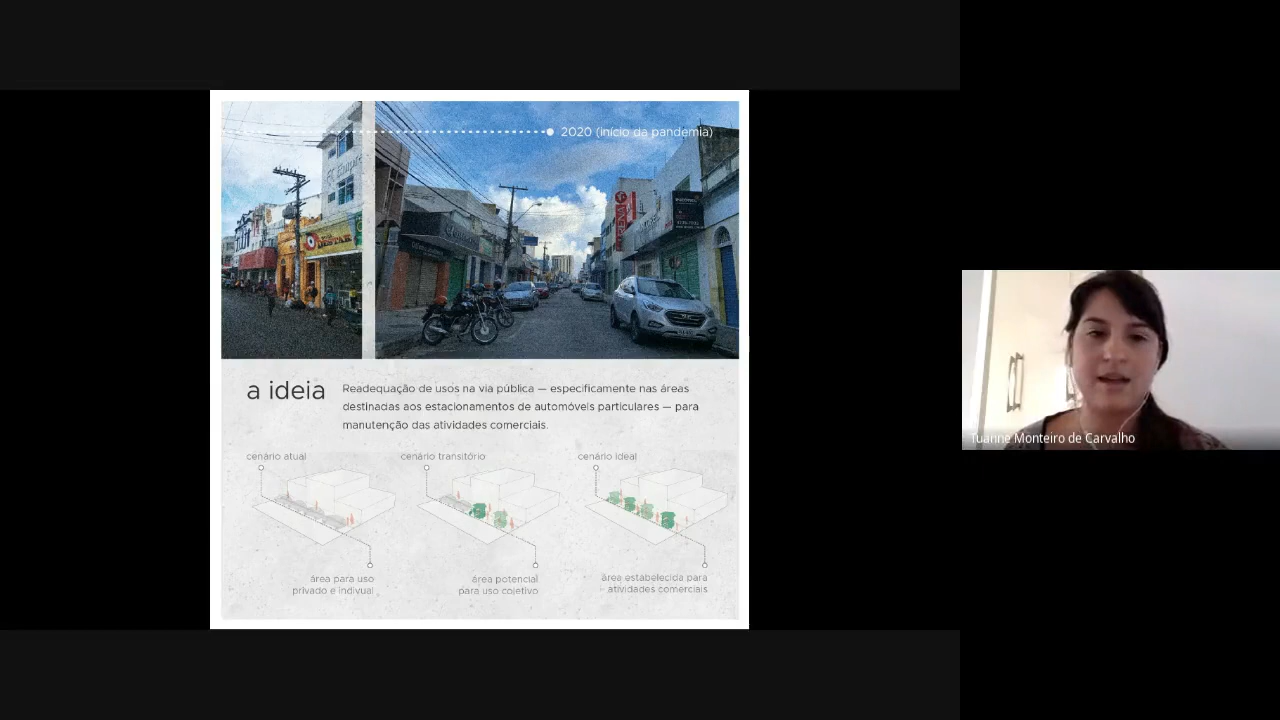 2020 (início da pandemia)
a ideia
Readequação de usos na via pública — especificamente nas áreas
destinadas aos estacionamentos de automóveis particulares — para
manutenção das atividades comerciais.
cenário atual
cenário transitório
cenário ideal
área para uso
privado e indivual
área potencial
para uso coletivo
área estabelecida para
atividades comerciais
Tuanne Monteiro de Carvalho